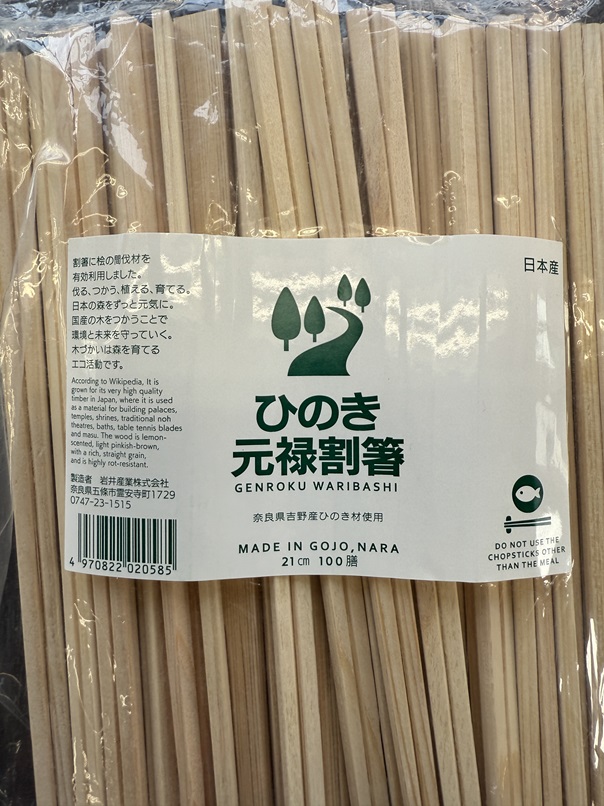 割箸に桧の間伐材を
有効利用しました。
伐る、つかう、植える、育てる。
日本の森をずっと元気に。
国産の木をつかうことで
環境と未来を守っていく。
木づかいは森を育てる
エコ活動です。
According to Wikipedia, It is
grown for its very high quality
timber in Japan, where it is used
as a material for building palaces,
temples, shrines, traditional noh
theatres, baths, table tennis blades
and masu. The wood is lemon-
scented, light pinkish-brown,
with a rich, straight grain,
and is highly rot-resistant.
製造者 岩井産業株式会社
奈良県五條市霊安寺町1729
0747-23-1515
4 970822 020585
ひのき
元禄割箸
GENROKU WARIBASHI
奈良県吉野産ひのき材使用
MADE IN GOJO, NARA
21㎝ 100膳
日本産
DO NOT USE THE
CHOPSTICKS OTHER
THAN THE MEAL